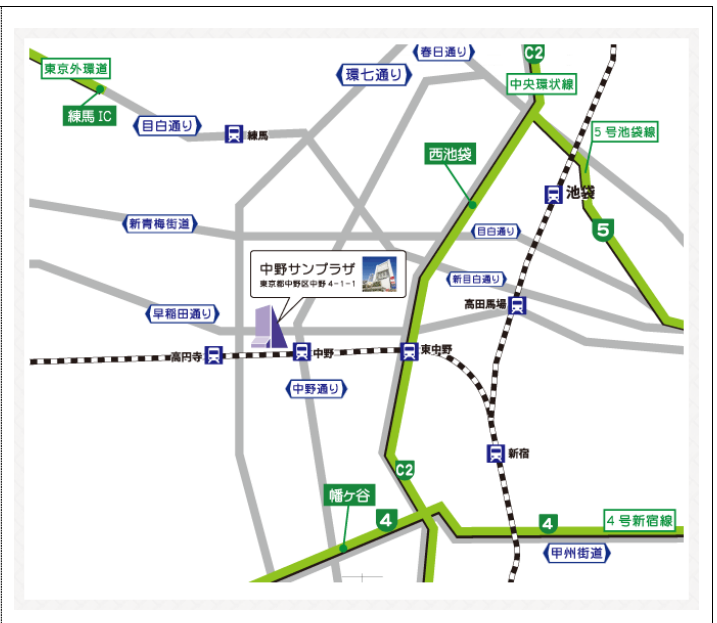 春日通り
C2
東京外環道
環七通り
中央環状線
練馬 IC
目白通り
練馬
5 号池袋線
西池袋
池袋
新青梅街道
目白通り
5
中野サンプラザ
東京都中野区中野 4-1-1
新目白通り
早稲田通り
高田馬場
高円寺
中野
東中野
中野通り
新宿
C2
幡ヶ谷
4
4
4 号新宿線
甲州街道